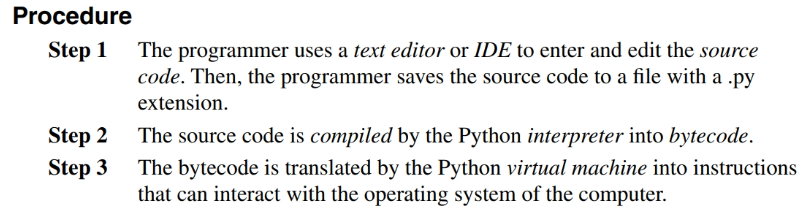 Procedure
Step 1 The programmer uses a text editor or IDE to enter and edit the source
code. Then, the programmer saves the source code to a file with a .py
extension.
Step 2 The source code is compiled by the Python interpreter into bytecode.
Step 3 The bytecode is translated by the Python virtual machine into instructions
that can interact with the operating system of the computer.